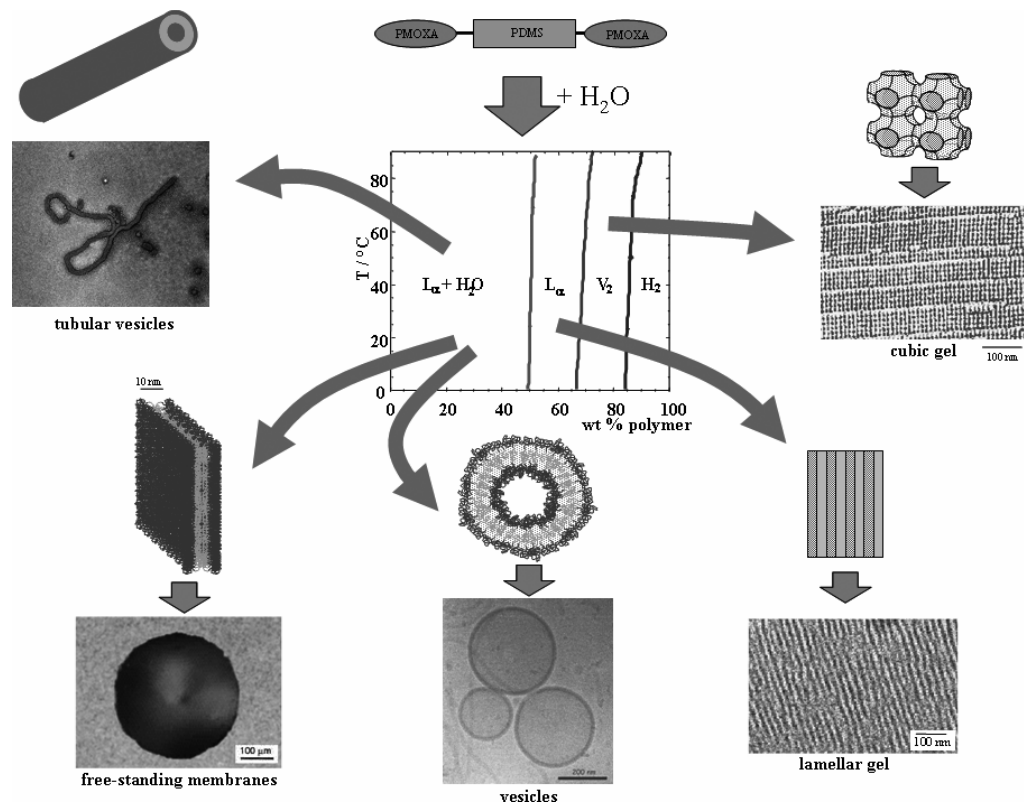 PMOXA PDMS PMOXA
+ H₂O
80
60
40
20
0
T / °C
Lα + H₂O Lα V₂ H₂
0 20 40 60 80 100
wt % polymer
tubular vesicles
cubic gel
100 nm
10 nm
100 μm
free-standing membranes
200 nm
vesicles
100 nm
lamellar gel